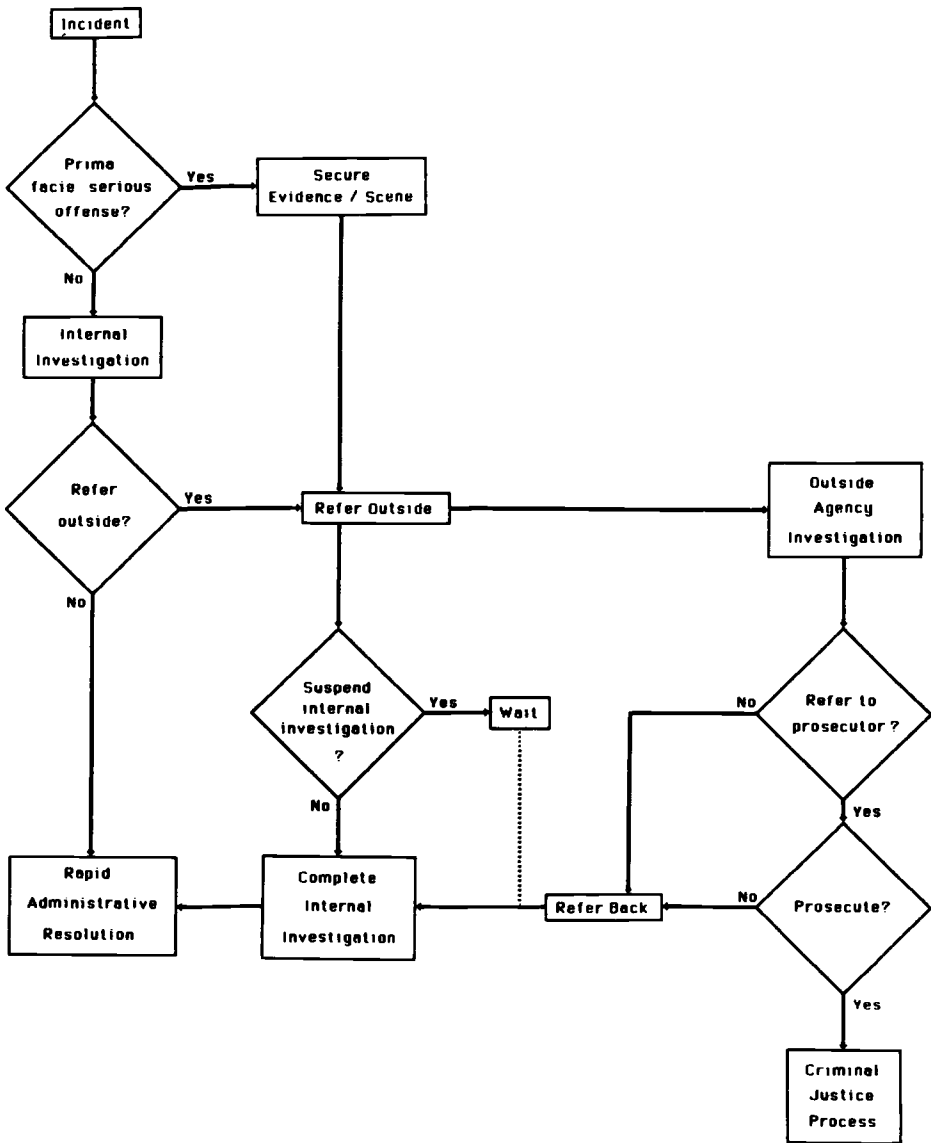 Incident
Prima
facie serious
offense?
Yes
Secure
Evidence / Scene
No
Internal
Investigation
Refer
outside?
Yes
Refer Outside
Outside
Agency
Investigation
No
Suspend
internal
investigation
?
Yes
Wait
No
Refer to
prosecutor?
No
Yes
Rapid
Administrative
Resolution
Complete
Internal
Investigation
Refer Back
No
Prosecute?
Yes
Criminal
Justice
Process